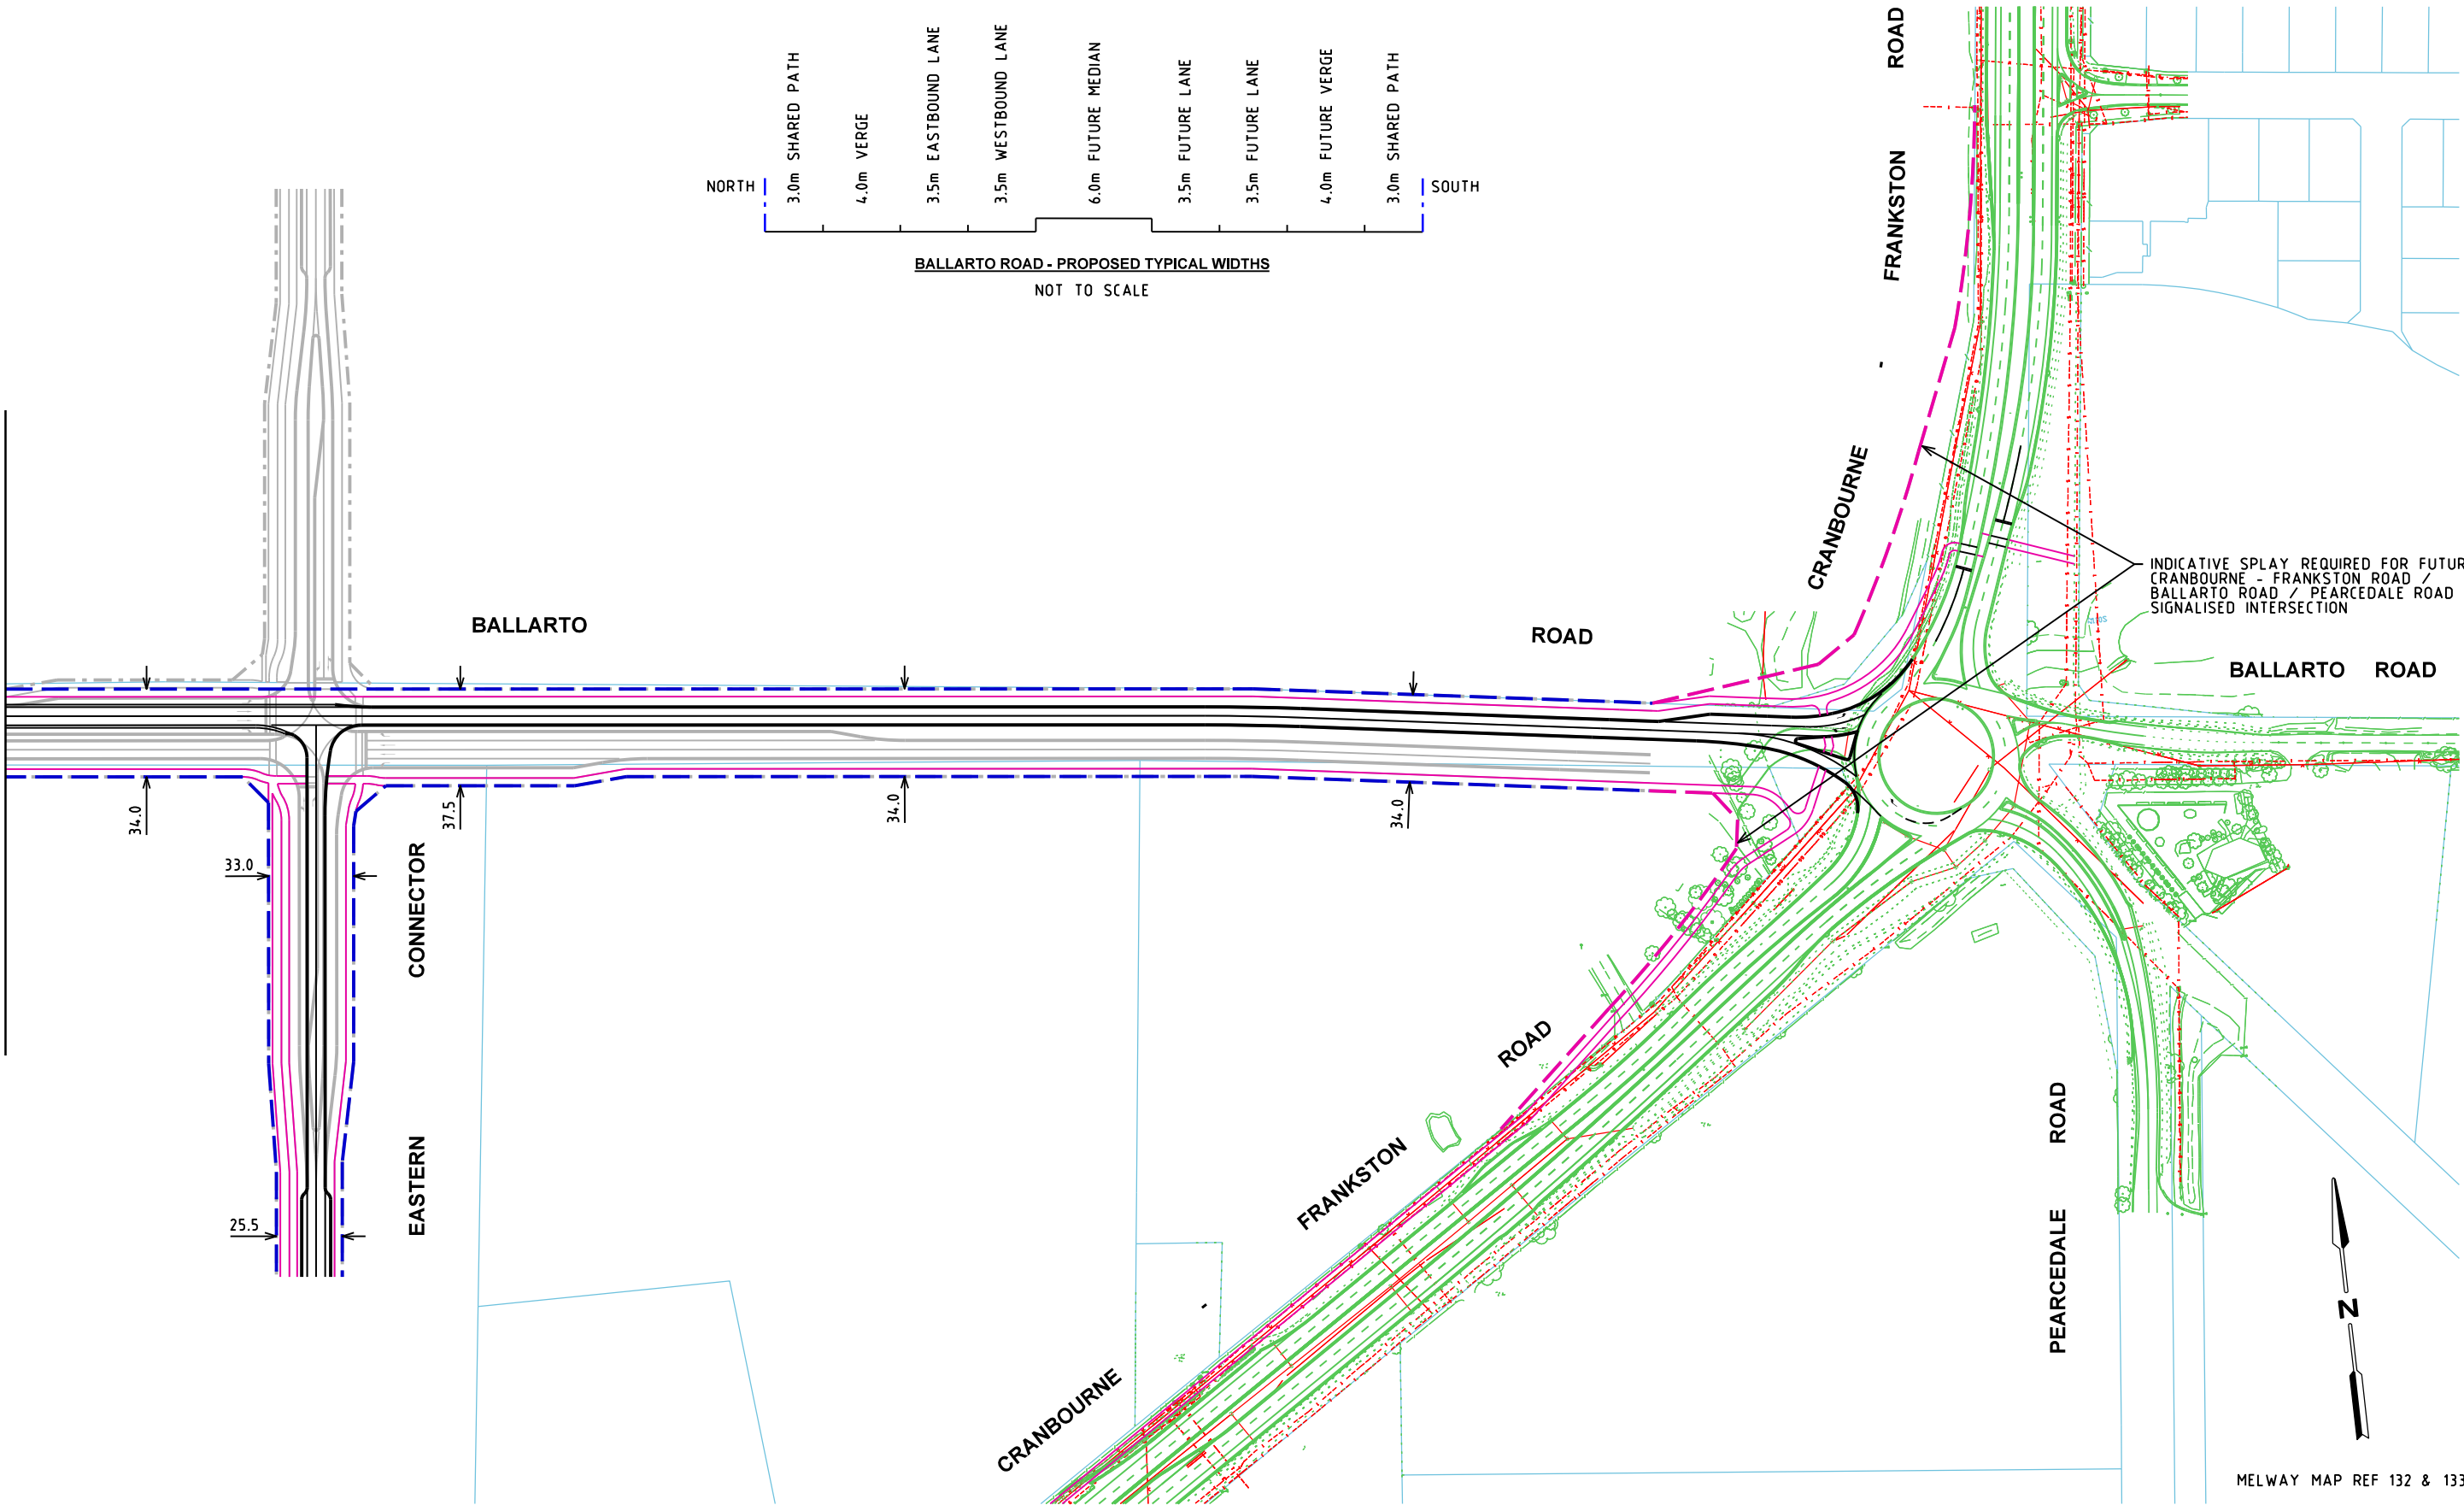 NORTH
3.0m SHARED PATH
4.0m VERGE
3.5m EASTBOUND LANE
3.5m WESTBOUND LANE
6.0m FUTURE MEDIAN
3.5m FUTURE LANE
3.5m FUTURE LANE
4.0m FUTURE VERGE
3.0m SHARED PATH
SOUTH
BALLARTO ROAD - PROPOSED TYPICAL WIDTHS
NOT TO SCALE
CRANBOURNE - FRANKSTON ROAD
INDICATIVE SPLAY REQUIRED FOR FUTUR
CRANBOURNE - FRANKSTON ROAD /
BALLARTO ROAD / PEARCEDALE ROAD
SIGNALISED INTERSECTION
BALLARTO ROAD
BALLARTO ROAD
34.0
37.5
34.0
34.0
33.0
25.5
EASTERN CONNECTOR
CRANBOURNE - FRANKSTON ROAD
PEARCEDALE ROAD
N
MELWAY MAP REF 132 & 133